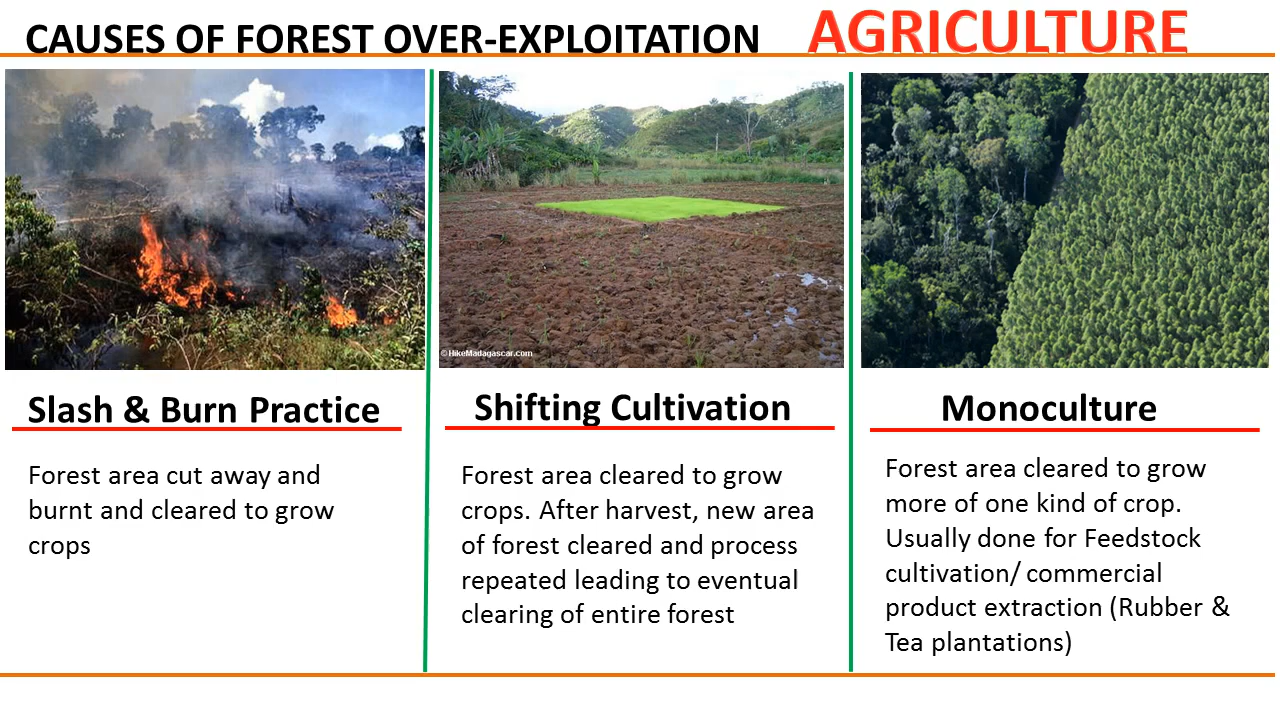 CAUSES OF FOREST OVER-EXPLOITATION AGRICULTURE
©HikeMadagascar.com
Slash & Burn Practice
Forest area cut away and
burnt and cleared to grow
crops
Shifting Cultivation
Forest area cleared to grow
crops. After harvest, new area
of forest cleared and process
repeated leading to eventual
clearing of entire forest
Monoculture
Forest area cleared to grow
more of one kind of crop.
Usually done for Feedstock
cultivation/ commercial
product extraction (Rubber &
Tea plantations)